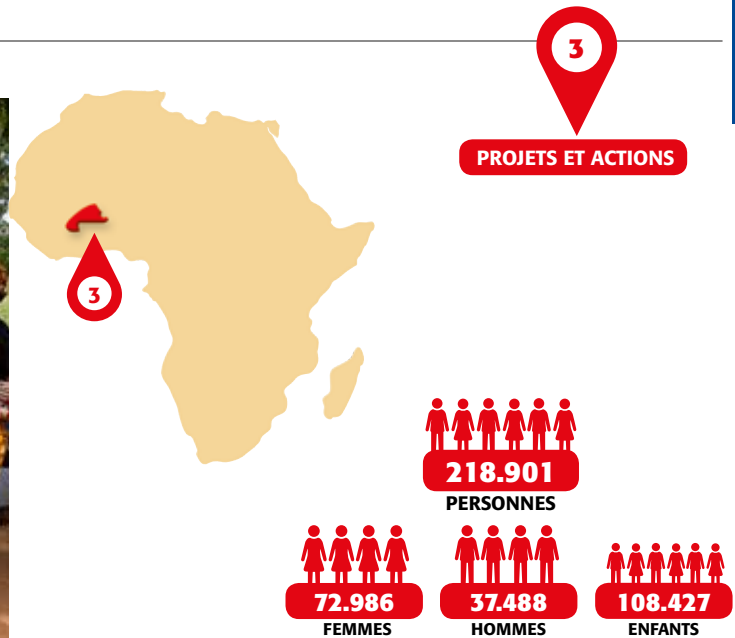 3
PROJETS ET ACTIONS
3
218.901
PERSONNES
72.986
FEMMES
37.488
HOMMES
108.427
ENFANTS